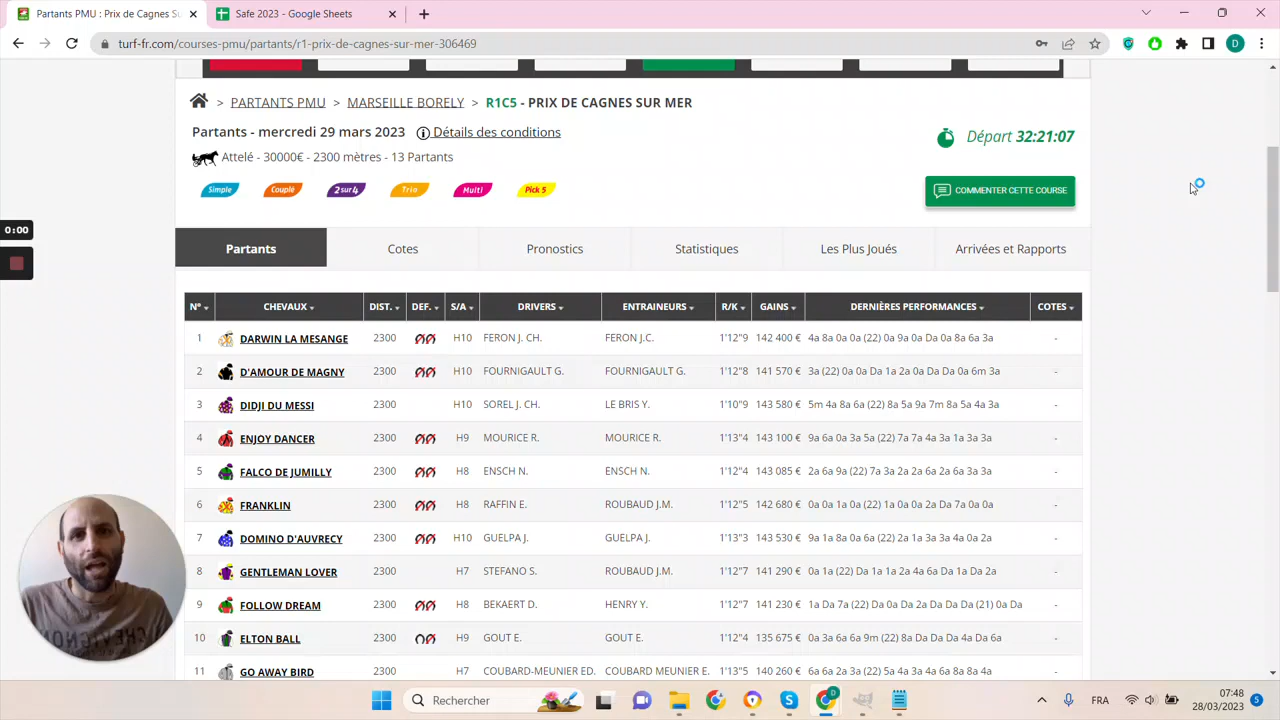 Partants PMU : Prix de Cagnes S
Safe 2023 - Google Sheets
turf-fr.com/courses-pmu/partants/r1-prix-de-cagnes-sur-mer-306469
> PARTANTS PMU > MARSEILLE BORELY > R1C5 - PRIX DE CAGNES SUR MER
Partants - mercredi 29 mars 2023 Détails des conditions
Départ 32:21:07
Attelé - 30000€ - 2300 mètres - 13 Partants
Simple Couplé 2sur4 Trio Multi Pick 5
COMMENTER CETTE COURSE
0:00
Partants Cotes Pronostics Statistiques Les Plus Joués Arrivées et Rapports
N° CHEVAUX DIST. DEF. S/A DRIVERS ENTRAINEURS R/K GAINS DERNIÈRES PERFORMANCES COTES
1 DARWIN LA MESANGE 2300 H10 FERON J. CH. FERON J.C. 1'12"9 142 400 € 4a 8a 0a 0a (22) 0a 9a 0a Da 0a 8a 6a 3a -
2 D'AMOUR DE MAGNY 2300 H10 FOURNIGAULT G. FOURNIGAULT G. 1'12"8 141 570 € 3a (22) 0a 0a Da 1a 2a 0a Da Da 0a 6m 3a -
3 DIDJI DU MESSI 2300 H10 SOREL J. CH. LE BRIS Y. 1'10"9 143 580 € 5m 4a 8a 6a (22) 8a 5a 9a 7m 8a 5a 4a 3a -
4 ENJOY DANCER 2300 H9 MOURICE R. MOURICE R. 1'13"4 143 100 € 9a 6a 0a 3a 5a (22) 7a 7a 4a 3a 1a 3a 3a -
5 FALCO DE JUMILLY 2300 H8 ENSCH N. ENSCH N. 1'12"4 143 085 € 2a 6a 9a (22) 7a 3a 2a 2a 6a 2a 6a 3a 3a -
6 FRANKLIN 2300 H8 RAFFIN E. ROUBAUD J.M. 1'12"5 142 680 € 0a 0a 1a 0a (22) 1a 0a 0a 2a Da 7a 0a 0a -
7 DOMINO D'AUVRECY 2300 H10 GUELPA J. GUELPA J. 1'13"3 143 530 € 9a 1a 8a 0a 6a (22) 2a 1a 3a 3a 4a 0a 2a -
8 GENTLEMAN LOVER 2300 H7 STEFANO S. ROUBAUD J.M. 1'12"7 141 290 € 0a 1a (22) Da 1a 1a 2a 4a 6a Da 1a Da 2a -
9 FOLLOW DREAM 2300 H8 BEKAERT D. HENRY Y. 1'12"7 141 230 € 1a Da 7a (22) Da 0a Da 2a Da Da Da (21) 0a Da -
10 ELTON BALL 2300 H9 GOUT E. GOUT E. 1'12"4 135 675 € 0a 3a 6a 6a 9m (22) 8a Da Da Da 4a Da 6a -
11 GO AWAY BIRD 2300 H7 COUBARD-MEUNIER ED. COUBARD MEUNIER E. 1'13"5 140 260 € 6a 6a 2a 3a (22) 5a 4a 3a 4a 6a 8a 8a 4a -
CHEVIGNON
Rechercher
FRA
07:48
28/03/2023
5